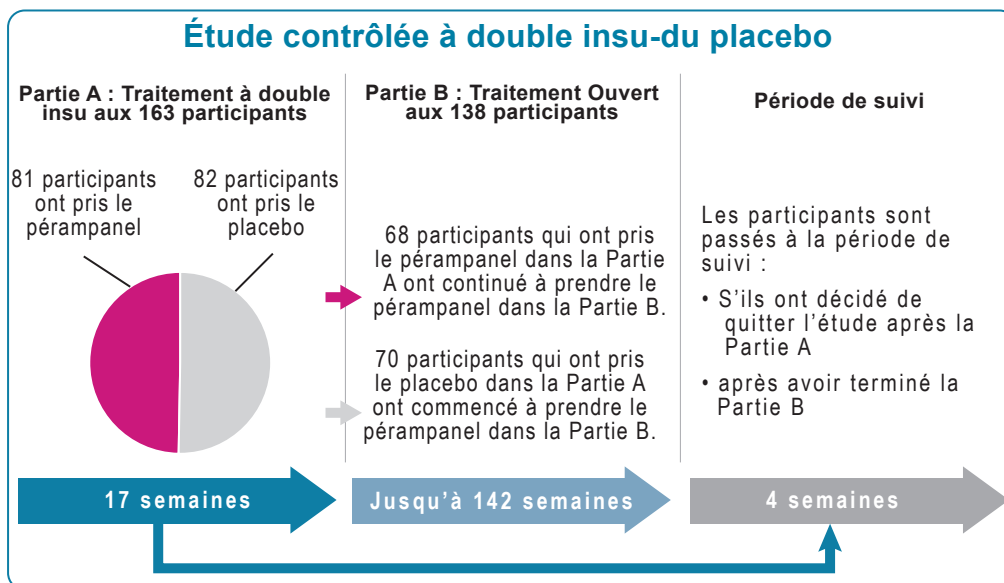 Étude contrôlée à double insu-du placebo
Partie A : Traitement à double
insu aux 163 participants
81 participants
ont pris le
pérampanel
82 participants
ont pris le
placebo
Partie B : Traitement Ouvert
aux 138 participants
68 participants qui ont pris
le pérampanel dans la Partie
A ont continué à prendre le
pérampanel dans la Partie B.
70 participants qui ont pris
le placebo dans la Partie A
ont commencé à prendre le
pérampanel dans la Partie B.
Période de suivi
Les participants sont
passés à la période de
suivi :
• S'ils ont décidé de
quitter l'étude après la
Partie A
• après avoir terminé la
Partie B
17 semaines
Jusqu'à 142 semaines
4 semaines